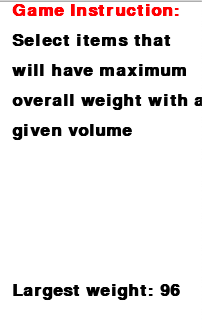 Game Instruction:
Select items that
will have maximum
overall weight with a
given volume
Largest weight: 96